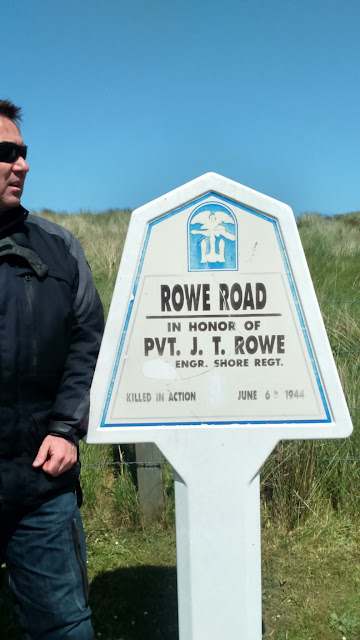 ROWE ROAD
IN HONOR OF
PVT. J. T. ROWE
ENGR. SHORE REGT.
KILLED IN ACTION JUNE 6th 1944